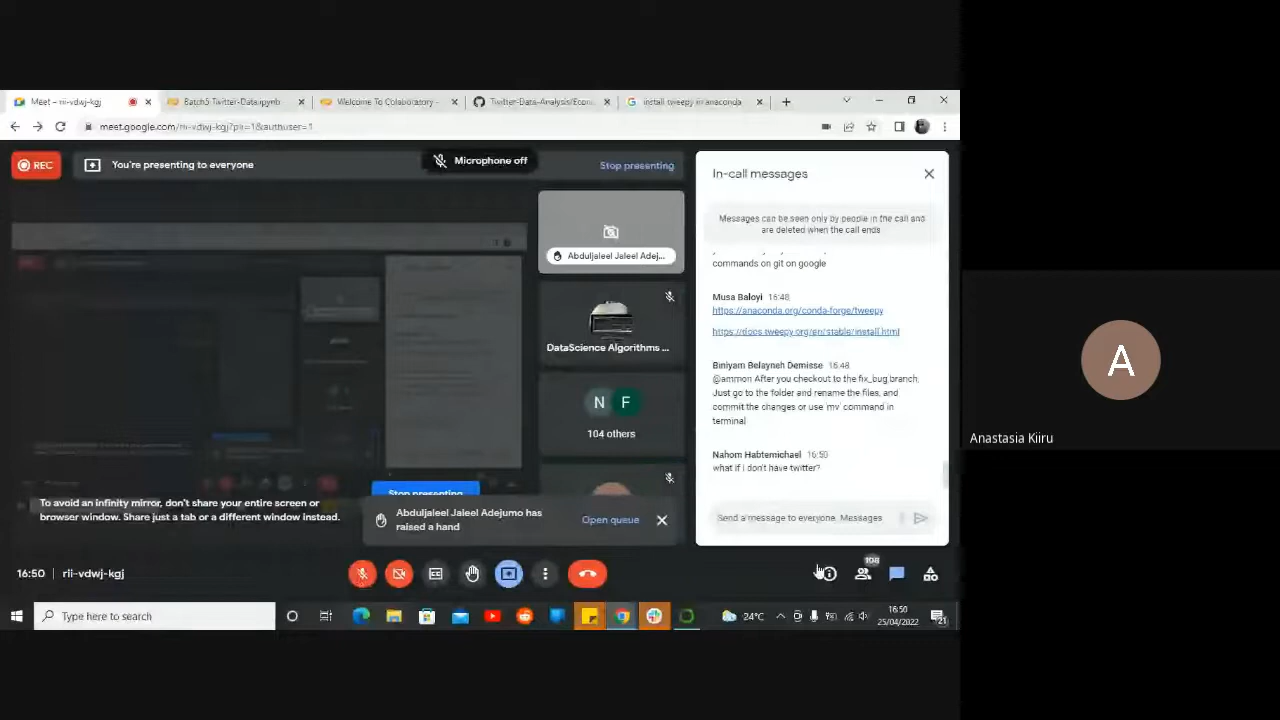 Meet – rii-vdwj-kgj
Batch5 Twitter-Data.ipynb
Welcome To Colaboratory -
Twitter-Data-Analysis/Econ
install tweepy in anaconda
meet.google.com/rii-vdwj-kgj?pli=1&authuser=1
REC
You're presenting to everyone
Microphone off
Stop presenting
In-call messages
Messages can be seen only by people in the call and
are deleted when the call ends
commands on git on google
Musa Baloyi 16:48
https://anaconda.org/conda-forge/tweepy
https://docs.tweepy.org/en/stable/install.html
Biniyam Belayneh Demisse 16:48
@ammon After you checkout to the fix_bug branch,
Just go to the folder and rename the files, and
commit the changes or use 'mv' command in
terminal
Nahom Habtemichael 16:50
what if i don't have twitter?
Send a message to everyone. Messages
Abduljaleel Jaleel Adej...
DataScience Algorithms ...
N F
104 others
Stop presenting
To avoid an infinity mirror, don't share your entire screen or
browser window. Share just a tab or a different window instead.
Abduljaleel Jaleel Adejumo has
raised a hand
Open queue
16:50 | rii-vdwj-kgj
108
Type here to search
24°C
16:50
25/04/2022
21
A
Anastasia Kiiru